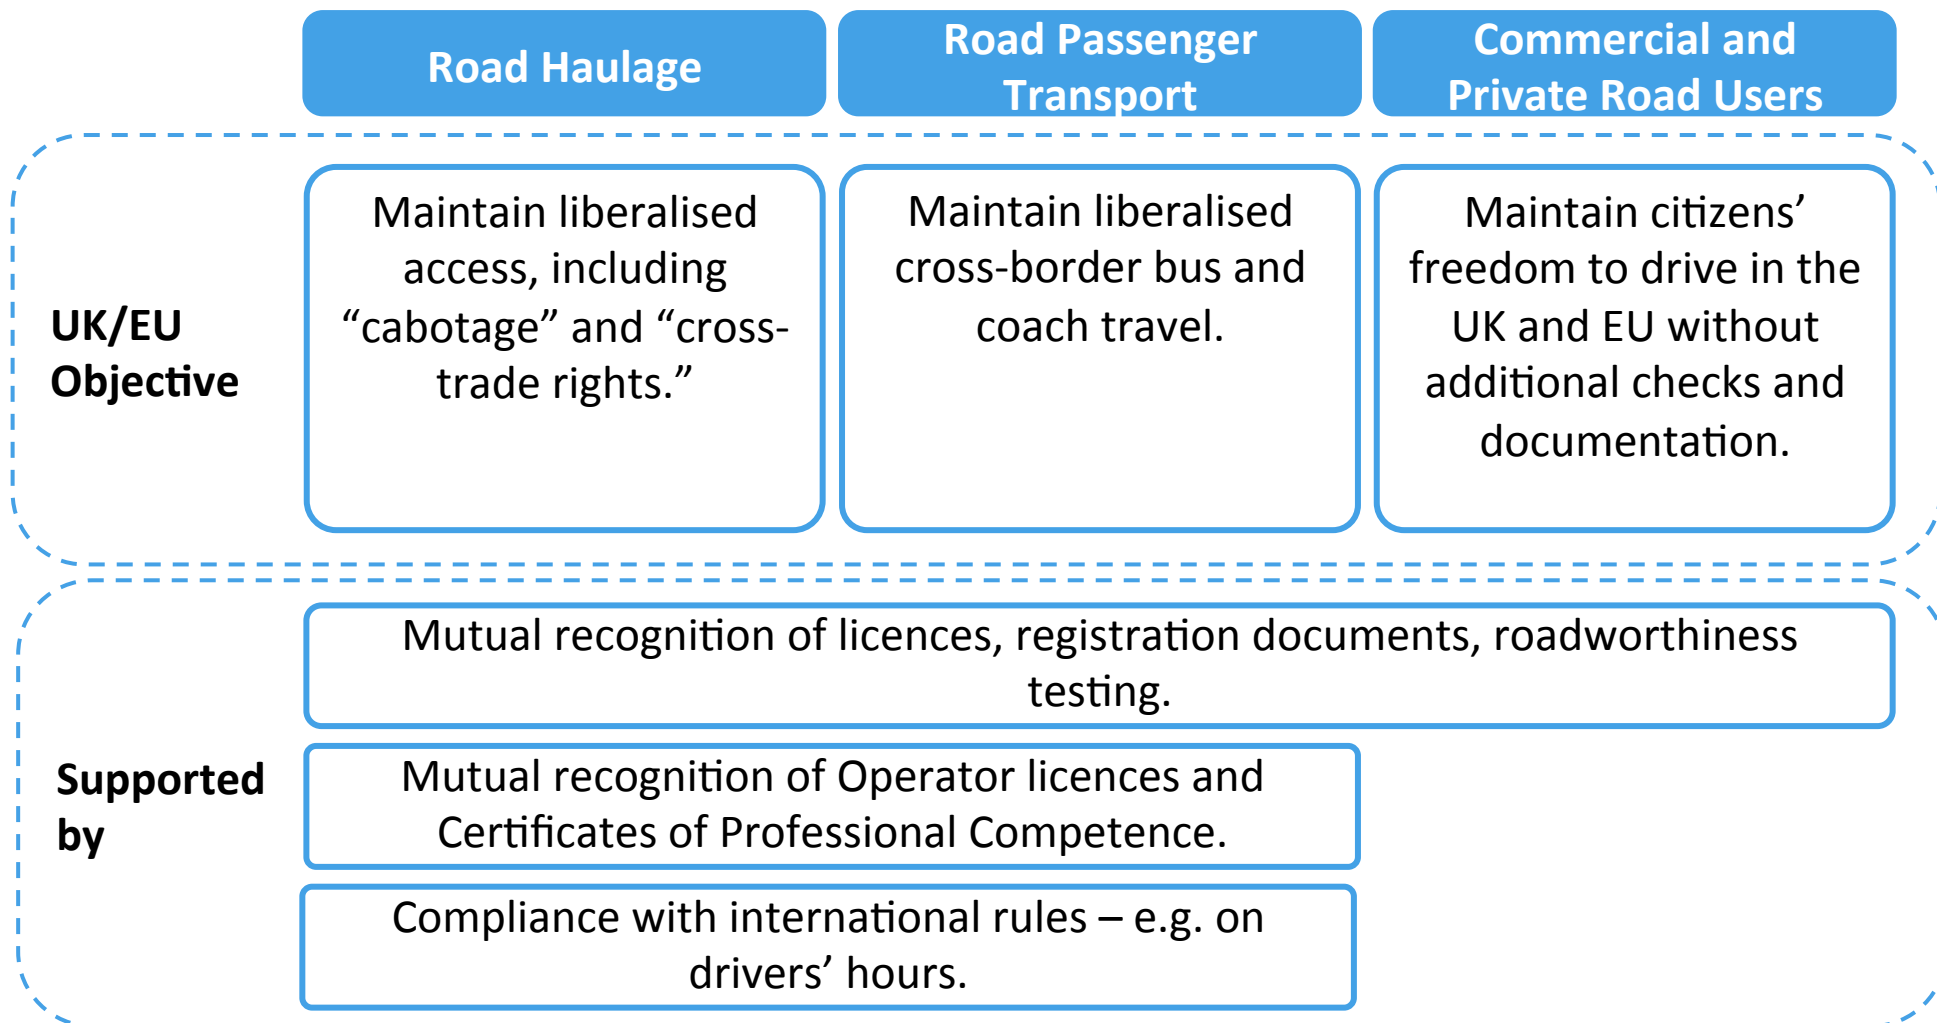 Road Haulage
Road Passenger
Transport
Commercial and
Private Road Users
UK/EU
Objective
Maintain liberalised
access, including
“cabotage” and “cross-
trade rights.”
Maintain liberalised
cross-border bus and
coach travel.
Maintain citizens’
freedom to drive in the
UK and EU without
additional checks and
documentation.
Supported
by
Mutual recognition of licences, registration documents, roadworthiness
testing.
Mutual recognition of Operator licences and
Certificates of Professional Competence.
Compliance with international rules – e.g. on
drivers’ hours.